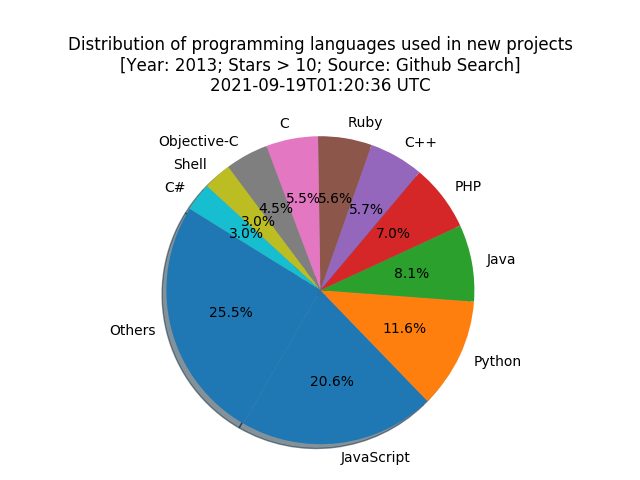 Distribution of programming languages used in new projects
[Year: 2013; Stars > 10; Source: Github Search]
2021-09-19T01:20:36 UTC
C
Ruby
Objective-C
C++
Shell
C#
PHP
5.5%
5.6%
4.5%
5.7%
3.0%
3.0%
7.0%
Java
8.1%
25.5%
Others
11.6%
Python
20.6%
JavaScript